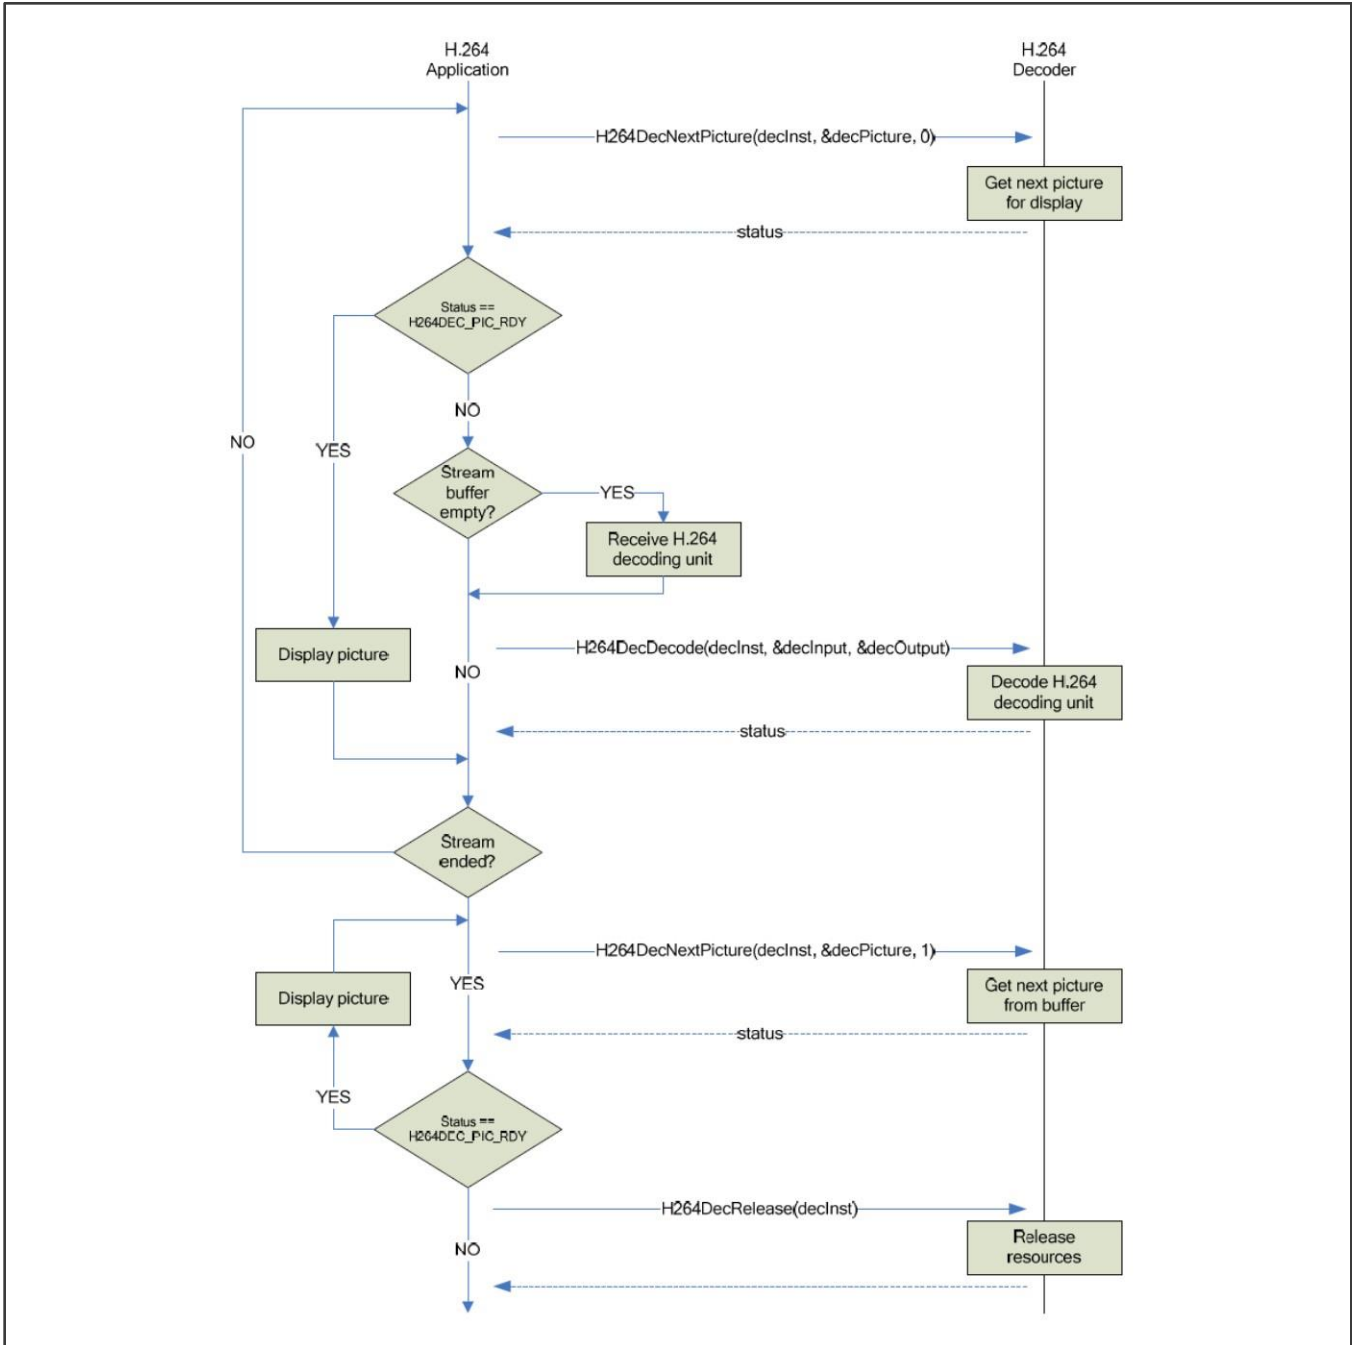 H.264
Application
H.264
Decoder
H264DecNextPicture(decInst, &decPicture, 0)
Get next picture
for display
status
Status ==
H264DEC_PIC_RDY
NO
NO
YES
Stream
buffer
empty?
YES
Receive H.264
decoding unit
Display picture
H264DecDecode(decInst, &decInput, &decOutput)
NO
Decode H.264
decoding unit
status
Stream
ended?
H264DecNextPicture(decInst, &decPicture, 1)
YES
Display picture
Get next picture
from buffer
status
YES
Status ==
H264DEC_PIC_RDY
H264DecRelease(decInst)
NO
Release
resources